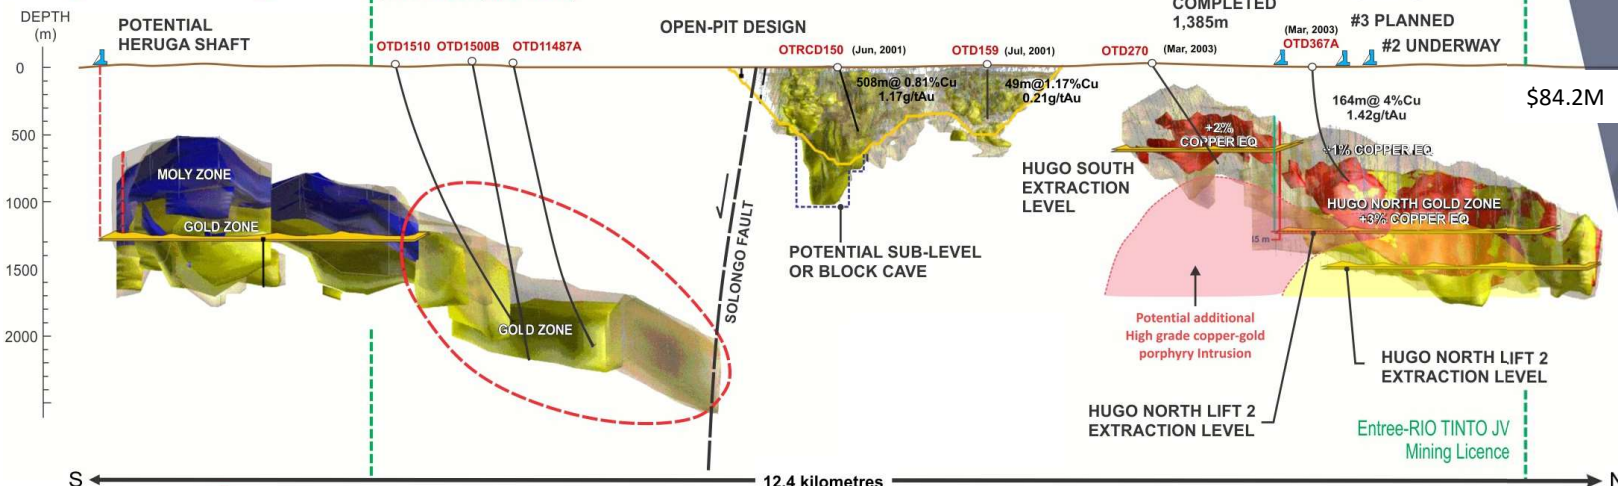 DEPTH
(m)
0
500
1000
1500
2000
POTENTIAL
HERUGA SHAFT
OTD1510
OTD1500B
OTD11487A
OPEN-PIT DESIGN
OTRCD150 (Jun, 2001)
OTD159 (Jul, 2001)
OTD270 (Mar, 2003)
COMPLETED
1,385m
(Mar, 2003)
OTD367A
#3 PLANNED
#2 UNDERWAY
$84.2M
508m@ 0.81%Cu
1.17g/tAu
49m@1.17%Cu
0.21g/tAu
164m@ 4%Cu
1.42g/tAu
+2%
COPPER EQ
+1% COPPER EQ
MOLY ZONE
GOLD ZONE
HUGO SOUTH
EXTRACTION
LEVEL
HUGO NORTH GOLD ZONE
+3% COPPER EQ
SOLONGO FAULT
POTENTIAL SUB-LEVEL
OR BLOCK CAVE
GOLD ZONE
Potential additional
High grade copper-gold
porphyry Intrusion
HUGO NORTH LIFT 2
EXTRACTION LEVEL
HUGO NORTH LIFT 2
EXTRACTION LEVEL
Entree-RIO TINTO JV
Mining Licence
S
12.4 kilometres
N